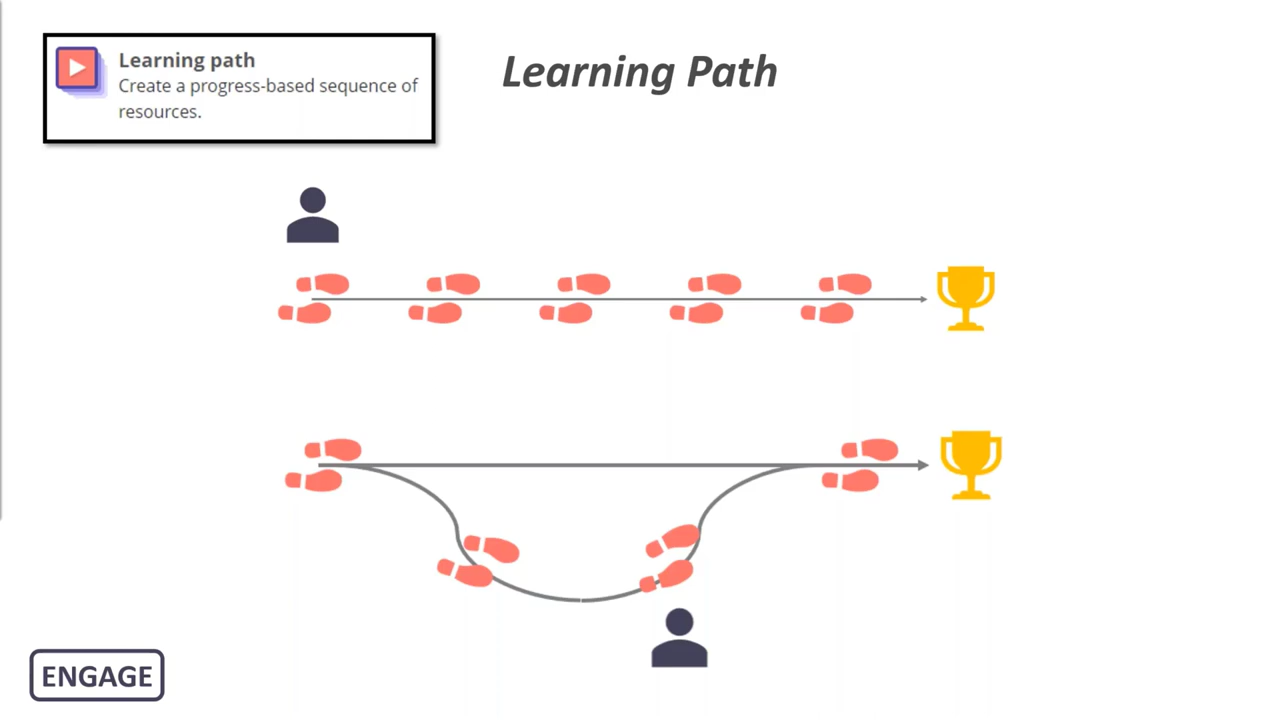 Learning path
Create a progress-based sequence of
resources.
Learning Path
ENGAGE